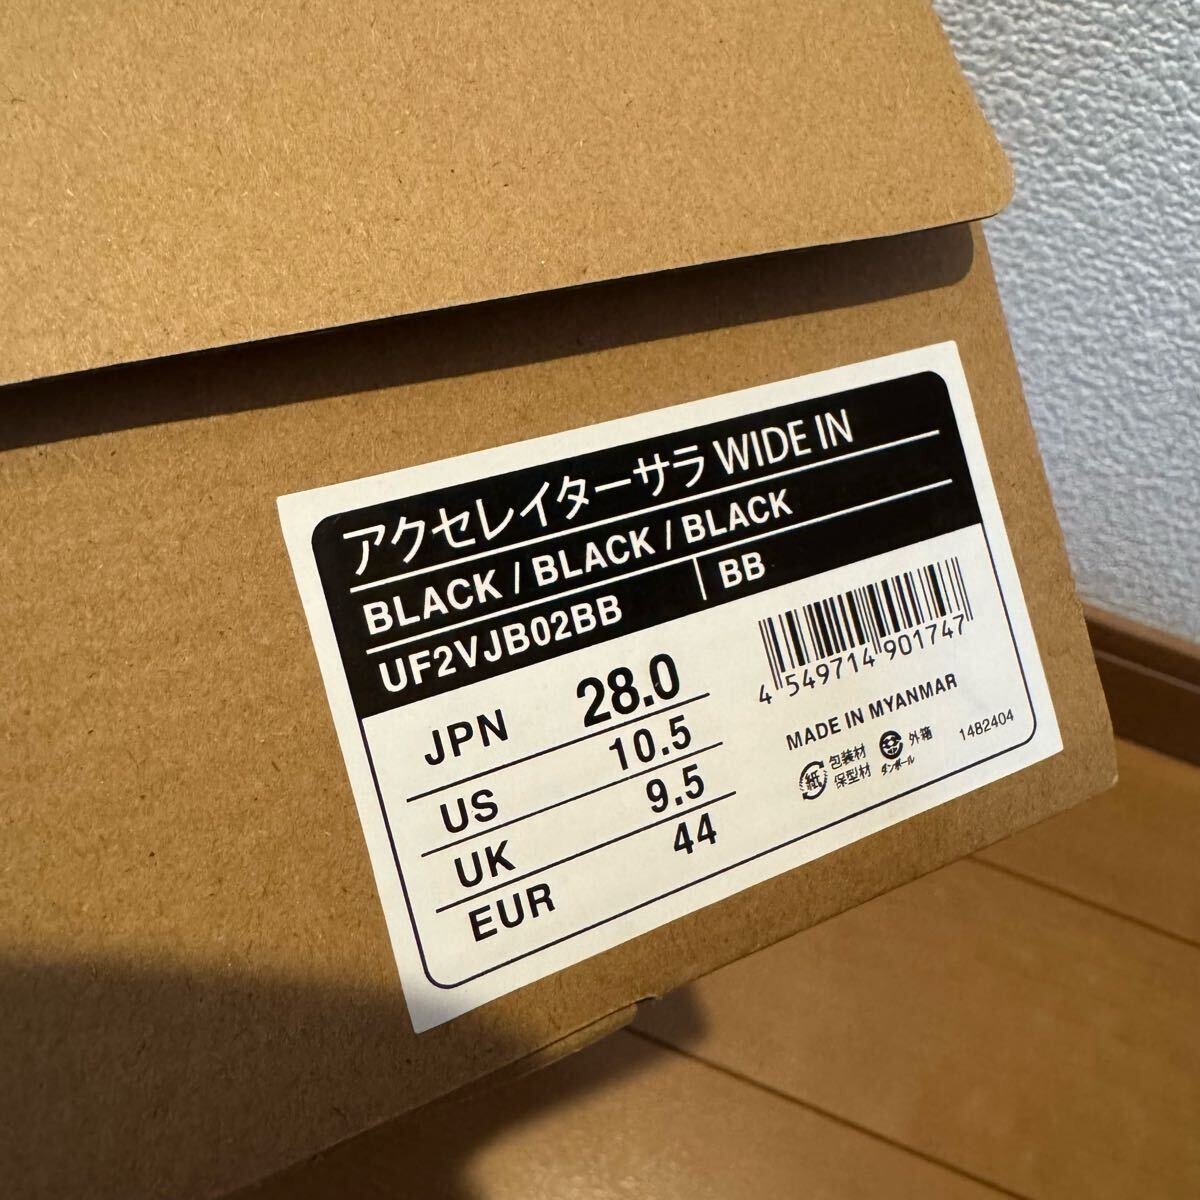 アクセレイターサラ WIDE IN
BLACK / BLACK / BLACK
UF2VJB02BB BB
JPN 28.0
US 10.5
UK 9.5
EUR 44
4 549714 901747
MADE IN MYANMAR
紙 包装材 保型材 ダンボール 外箱 1482404